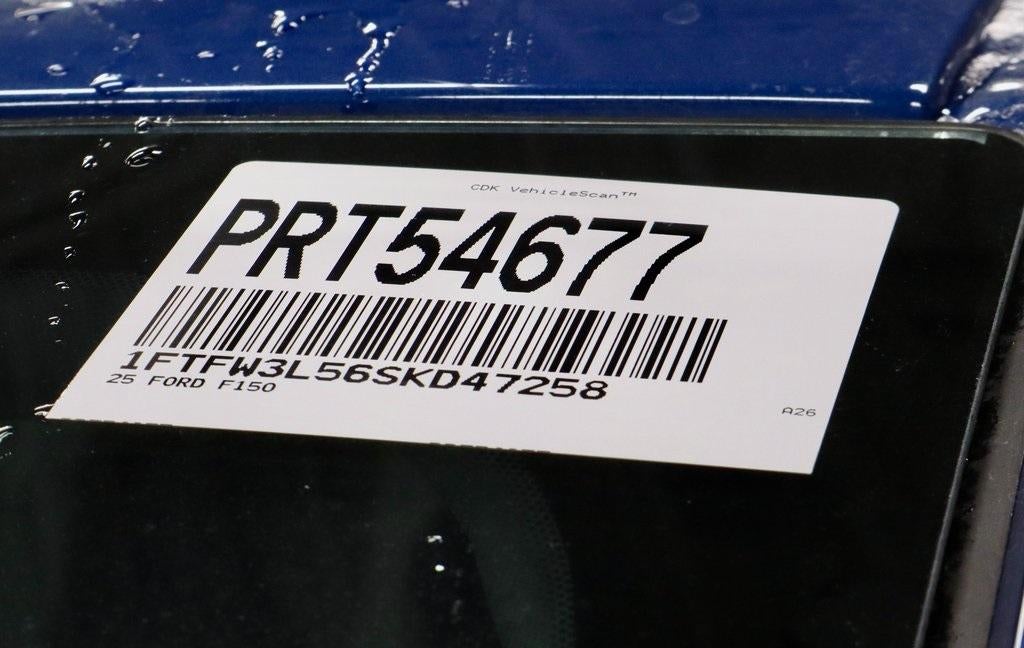 CDK VehicleScan™
PRT54677
1FTFW3L56SKD47258
25 FORD F150
A26